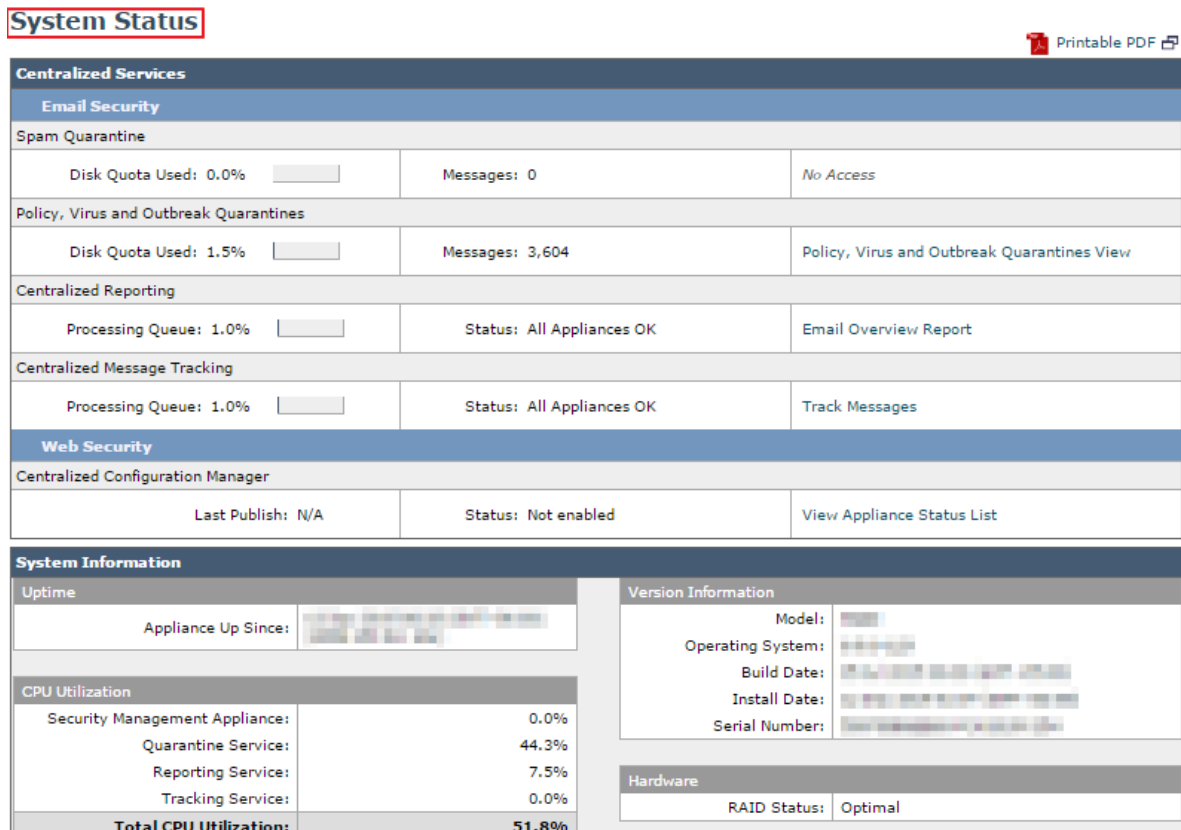 System Status
Printable PDF
Centralized Services
Email Security
Spam Quarantine
Disk Quota Used: 0.0% Messages: 0 No Access
Policy, Virus and Outbreak Quarantines
Disk Quota Used: 1.5% Messages: 3,604 Policy, Virus and Outbreak Quarantines View
Centralized Reporting
Processing Queue: 1.0% Status: All Appliances OK Email Overview Report
Centralized Message Tracking
Processing Queue: 1.0% Status: All Appliances OK Track Messages
Web Security
Centralized Configuration Manager
Last Publish: N/A Status: Not enabled View Appliance Status List
System Information
Uptime
Appliance Up Since:
CPU Utilization
Security Management Appliance: 0.0%
Quarantine Service: 44.3%
Reporting Service: 7.5%
Tracking Service: 0.0%
Total CPU Utilization: 51.8%
Version Information
Model:
Operating System:
Build Date:
Install Date:
Serial Number:
Hardware
RAID Status: Optimal